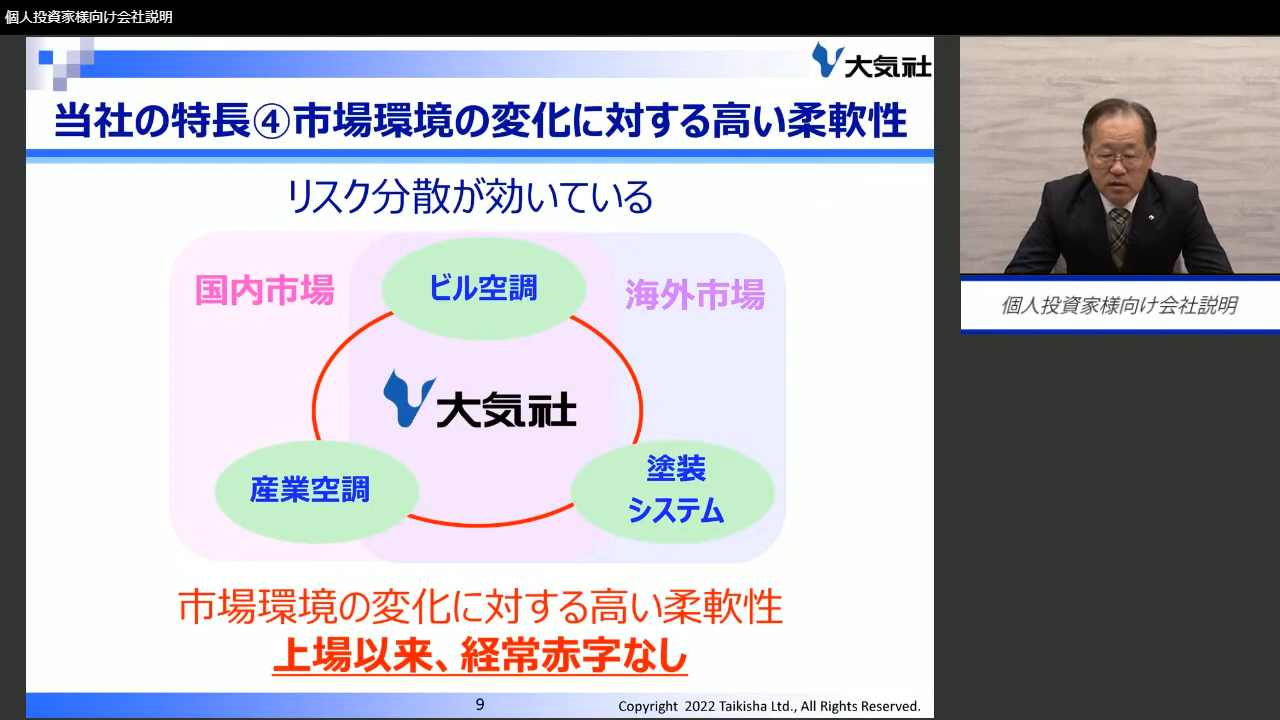 個人投資家様向け会社説明
大気社
当社の特長④市場環境の変化に対する高い柔軟性
リスク分散が効いている
国内市場
ビル空調
海外市場
大気社
産業空調
塗装
システム
市場環境の変化に対する高い柔軟性
上場以来、経常赤字なし
9
Copyright 2022 Taikisha Ltd., All Rights Reserved.
個人投資家様向け会社説明